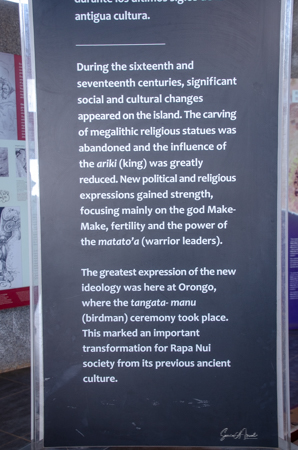 durante los últimos siglos
antigua cultura.
During the sixteenth and
seventeenth centuries, significant
social and cultural changes
appeared on the island. The carving
of megalithic religious statues was
abandoned and the influence of
the ariki (king) was greatly
reduced. New political and religious
expressions gained strength,
focusing mainly on the god Make-
Make, fertility and the power of
the matato'a (warrior leaders).
The greatest expression of the new
ideology was here at Orongo,
where the tangata- manu
(birdman) ceremony took place.
This marked an important
transformation for Rapa Nui
society from its previous ancient
culture.